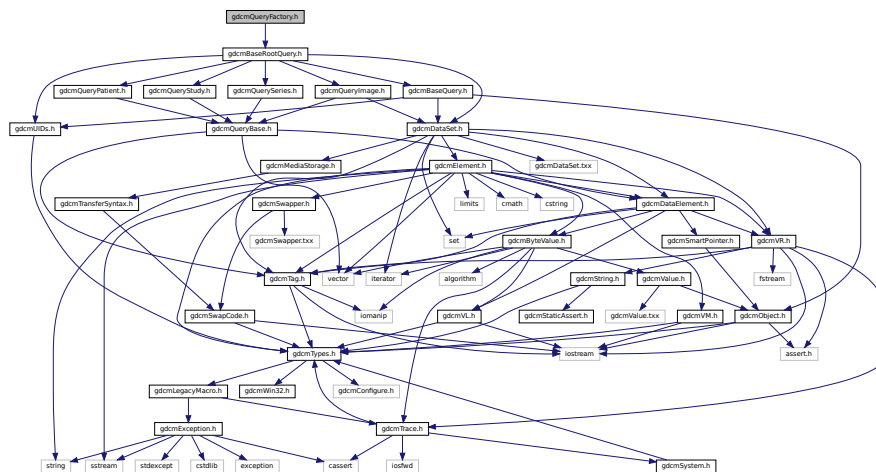 gdcmQueryFactory.h
gdcmBaseRootQuery.h
gdcmQueryPatient.h
gdcmQueryStudy.h
gdcmQuerySeries.h
gdcmQueryImage.h
gdcmBaseQuery.h
gdcmUIDs.h
gdcmQueryBase.h
gdcmDataSet.h
gdcmMediaStorage.h
gdcmElement.h
gdcmDataSet.txx
gdcmTransferSyntax.h
gdcmSwapper.h
limits
cmath
cstring
gdcmDataElement.h
gdcmSwapper.txx
set
gdcmByteValue.h
gdcmSmartPointer.h
gdcmVR.h
gdcmTag.h
vector
iterator
algorithm
gdcmString.h
gdcmValue.h
fstream
gdcmSwapCode.h
iomanip
gdcmVL.h
gdcmStaticAssert.h
gdcmValue.txx
gdcmVM.h
gdcmObject.h
gdcmTypes.h
iostream
assert.h
gdcmLegacyMacro.h
gdcmWin32.h
gdcmConfigure.h
gdcmException.h
gdcmTrace.h
string
sstream
stdexcept
cstdlib
exception
cassert
iosfwd
gdcmSystem.h